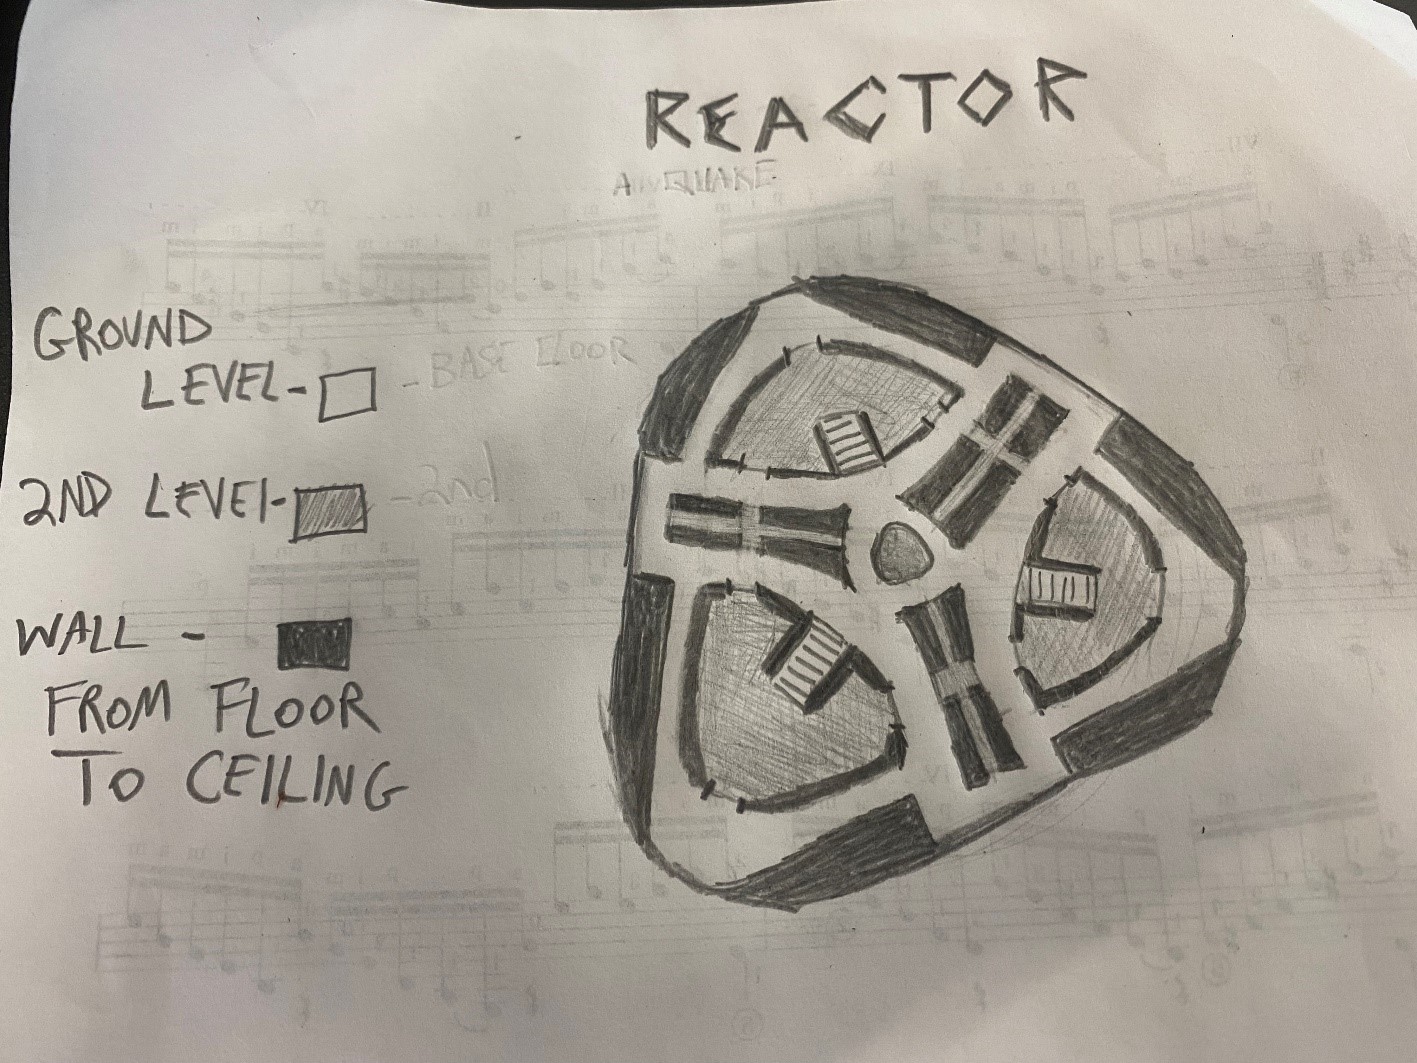 REACTOR
QUAKE
GROUND
LEVEL- - BASE FLOOR
2ND LEVEL- -2nd
WALL -
FROM FLOOR
TO CEILING